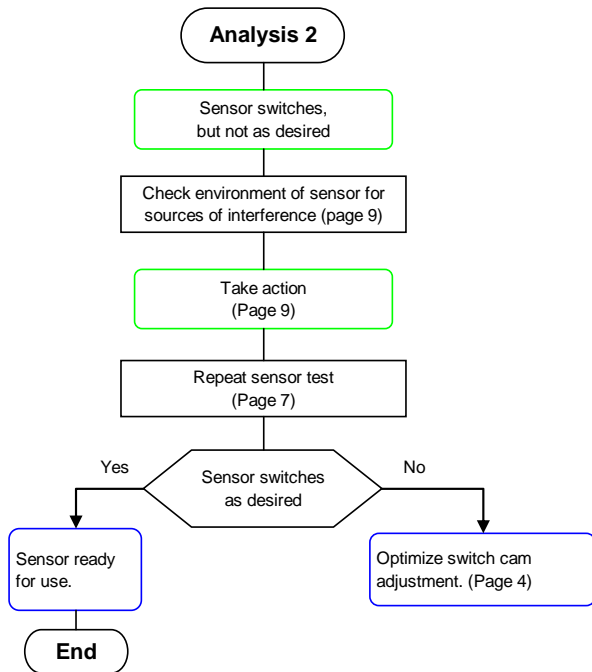 Analysis 2
Sensor switches,
but not as desired
Check environment of sensor for
sources of interference (page 9)
Take action
(Page 9)
Repeat sensor test
(Page 7)
Yes
No
Sensor switches
as desired
Sensor ready
for use.
Optimize switch cam
adjustment. (Page 4)
End